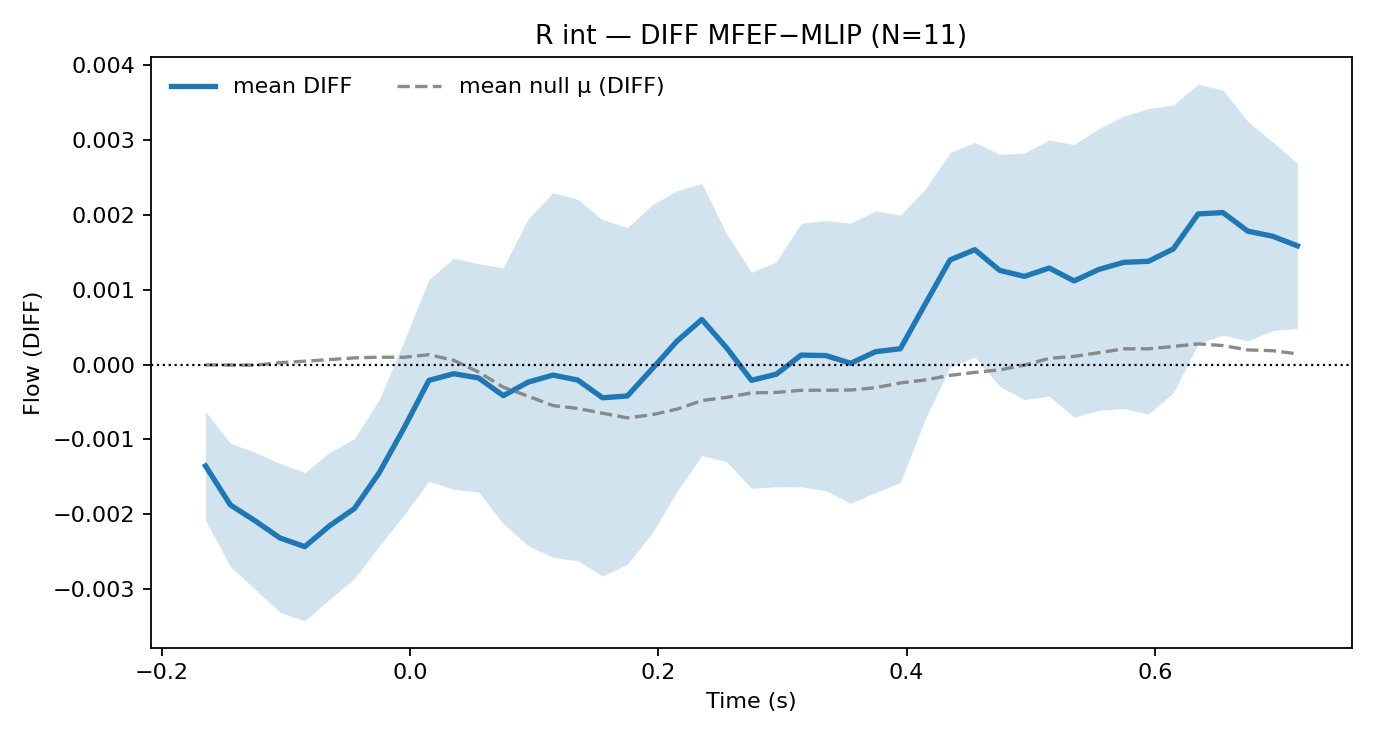 R int — DIFF MFEF−MLIP (N=11)
mean DIFF
mean null μ (DIFF)
0.004
0.003
0.002
0.001
0.000
−0.001
−0.002
−0.003
Flow (DIFF)
−0.2
0.0
0.2
0.4
0.6
Time (s)